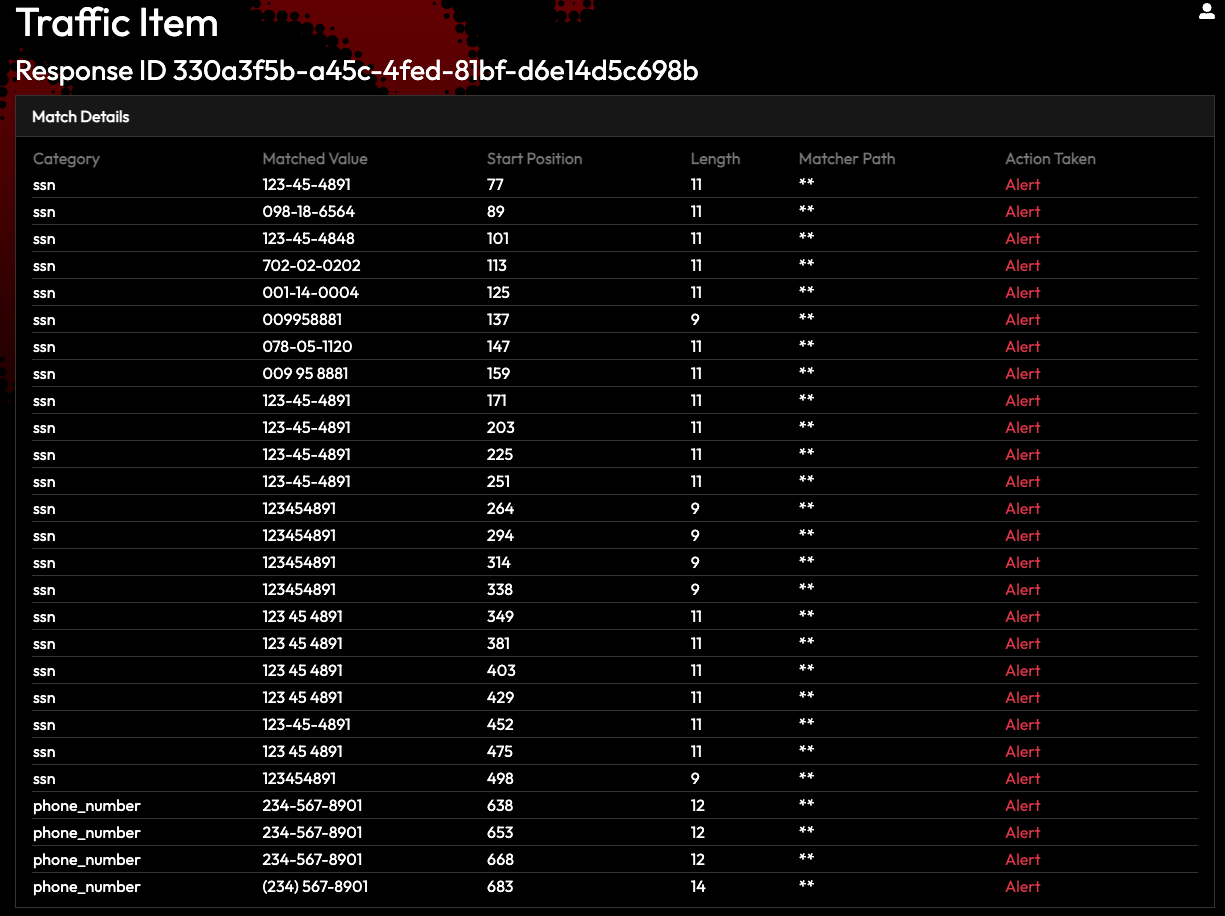 Traffic Item
Response ID 330a3f5b-a45c-4fed-81bf-d6e14d5c698b
Match Details
Category Matched Value Start Position Length Matcher Path Action Taken
ssn 123-45-4891 77 11 ** Alert
ssn 098-18-6564 89 11 ** Alert
ssn 123-45-4848 101 11 ** Alert
ssn 702-02-0202 113 11 ** Alert
ssn 001-14-0004 125 11 ** Alert
ssn 009958881 137 9 ** Alert
ssn 078-05-1120 147 11 ** Alert
ssn 009 95 8881 159 11 ** Alert
ssn 123-45-4891 171 11 ** Alert
ssn 123-45-4891 203 11 ** Alert
ssn 123-45-4891 225 11 ** Alert
ssn 123-45-4891 251 11 ** Alert
ssn 123454891 264 9 ** Alert
ssn 123454891 294 9 ** Alert
ssn 123454891 314 9 ** Alert
ssn 123454891 338 9 ** Alert
ssn 123 45 4891 349 11 ** Alert
ssn 123 45 4891 381 11 ** Alert
ssn 123 45 4891 403 11 ** Alert
ssn 123 45 4891 429 11 ** Alert
ssn 123-45-4891 452 11 ** Alert
ssn 123 45 4891 475 11 ** Alert
ssn 123454891 498 9 ** Alert
phone_number 234-567-8901 638 12 ** Alert
phone_number 234-567-8901 653 12 ** Alert
phone_number 234-567-8901 668 12 ** Alert
phone_number (234) 567-8901 683 14 ** Alert